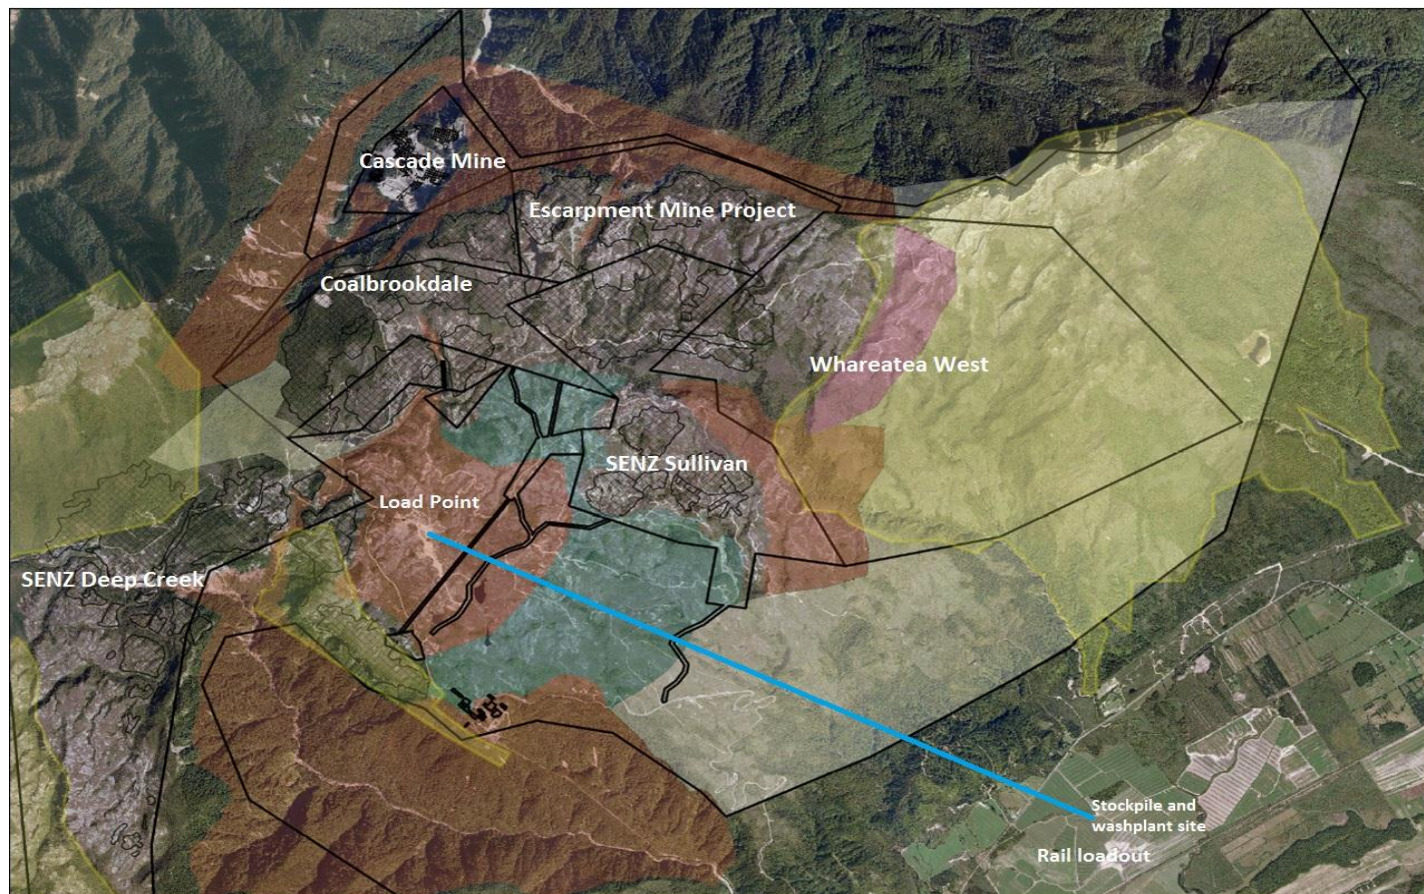 Cascade Mine
Escarpment Mine Project
Coalbrookdale
Whareatea West
SENZ Sullivan
Load Point
SENZ Deep Creek
Stockpile and
washplant site
Rail loadout